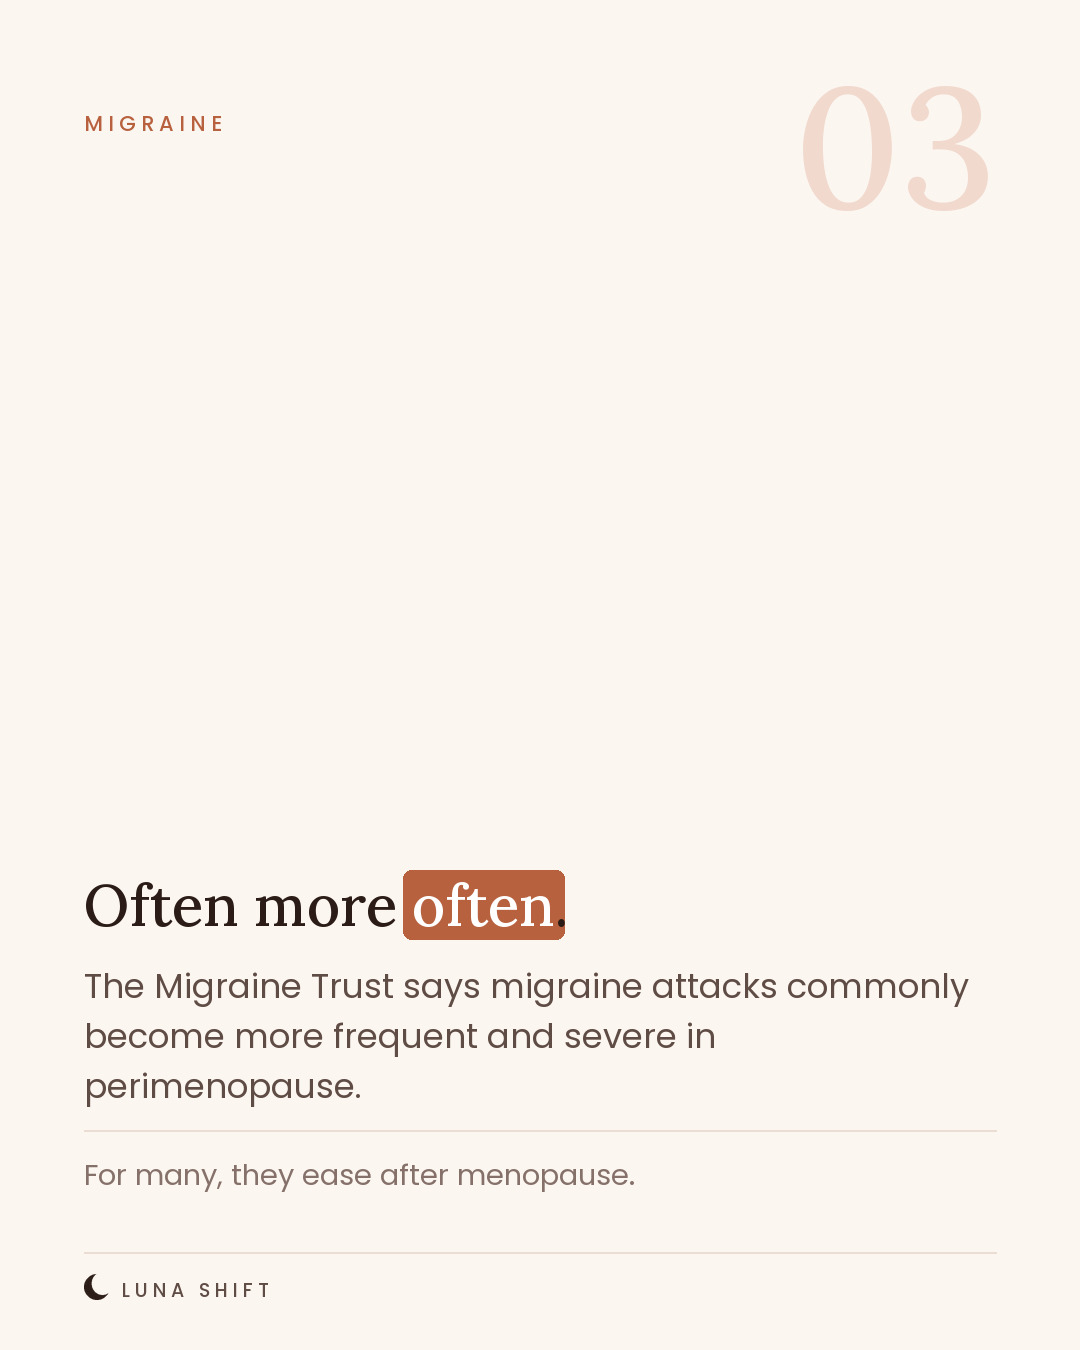 MIGRAINE
03
Often more often.
The Migraine Trust says migraine attacks commonly
become more frequent and severe in
perimenopause.
For many, they ease after menopause.
LUNA SHIFT